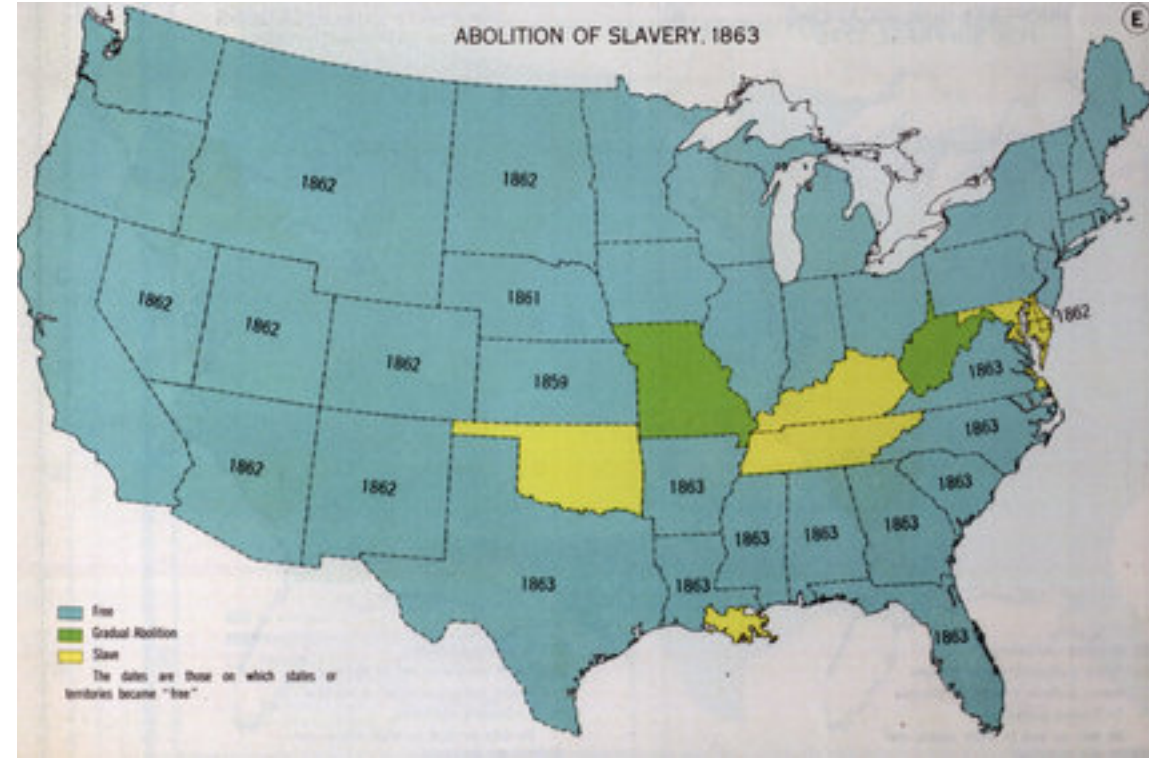 E
ABOLITION OF SLAVERY, 1863
1862
1862
1861
1862
1862
1862
1862
1859
1863
1863
1862
1862
1863
1863
1863
1863
1863
1863
1863
1863
Free
Gradual Abolition
Slave
The dates are those on which states or
territories became "free".